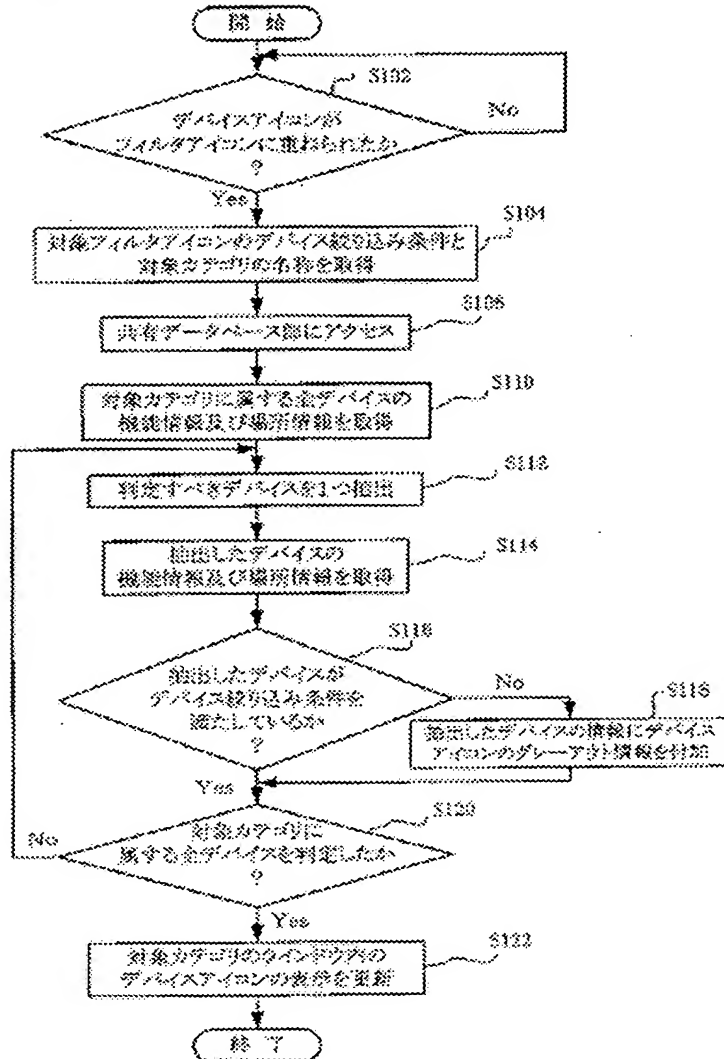 開 始
S102
デバイスアイコンが
フィルタアイコンに重ねられたか
?
No
Yes
S104
対象フィルタアイコンのデバイス絞り込み条件と
対象カテゴリの名称を取得
S106
共有データベース部にアクセス
S110
対象カテゴリに属する全デバイスの
機能情報及び場所情報を取得
S112
判定すべきデバイスを1つ抽出
S114
抽出したデバイスの
機能情報及び場所情報を取得
S116
抽出したデバイスが
デバイス絞り込み条件を
満たしているか
?
No
S118
抽出したデバイスの情報にデバイス
アイコンのグレーアウト情報を付加
Yes
S120
対象カテゴリに
属する全デバイスを判定したか
?
No
Yes
S122
対象カテゴリのウインドウ内の
デバイスアイコンの表示を更新
終 了